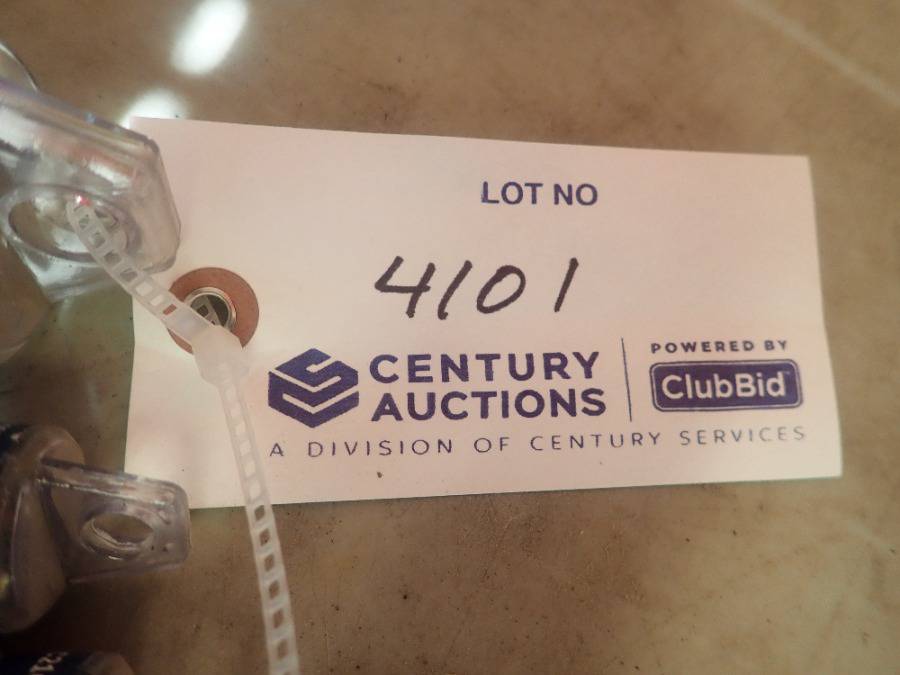 LOT NO
4101
CENTURY
AUCTIONS
POWERED BY
ClubBid
A DIVISION OF CENTURY SERVICES